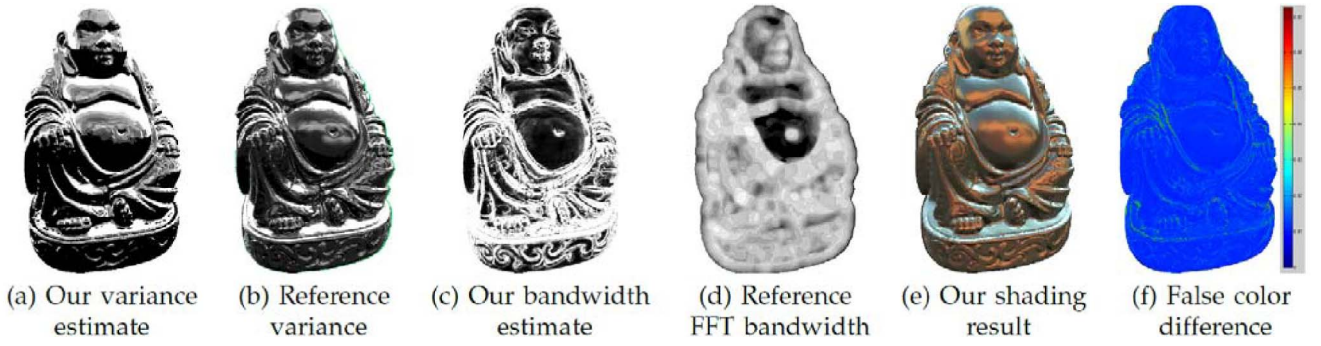 (a) Our variance
estimate
(b) Reference
variance
(c) Our bandwidth
estimate
(d) Reference
FFT bandwidth
(e) Our shading
result
(f) False color
difference